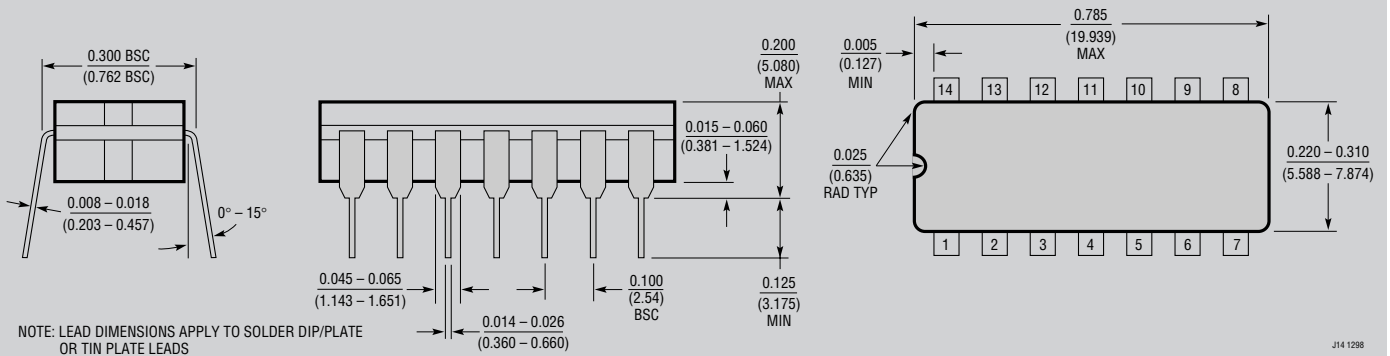 0.300 BSC
(0.762 BSC)
0.008 – 0.018
(0.203 – 0.457)
0° – 15°
NOTE: LEAD DIMENSIONS APPLY TO SOLDER DIP/PLATE
OR TIN PLATE LEADS
0.045 – 0.065
(1.143 – 1.651)
0.014 – 0.026
(0.360 – 0.660)
0.100
(2.54)
BSC
0.015 – 0.060
(0.381 – 1.524)
0.200
(5.080)
MAX
0.125
(3.175)
MIN
0.005
(0.127)
MIN
0.785
(19.939)
MAX
14 13 12 11 10 9 8
0.025
(0.635)
RAD TYP
0.220 – 0.310
(5.588 – 7.874)
1 2 3 4 5 6 7
J14 1298